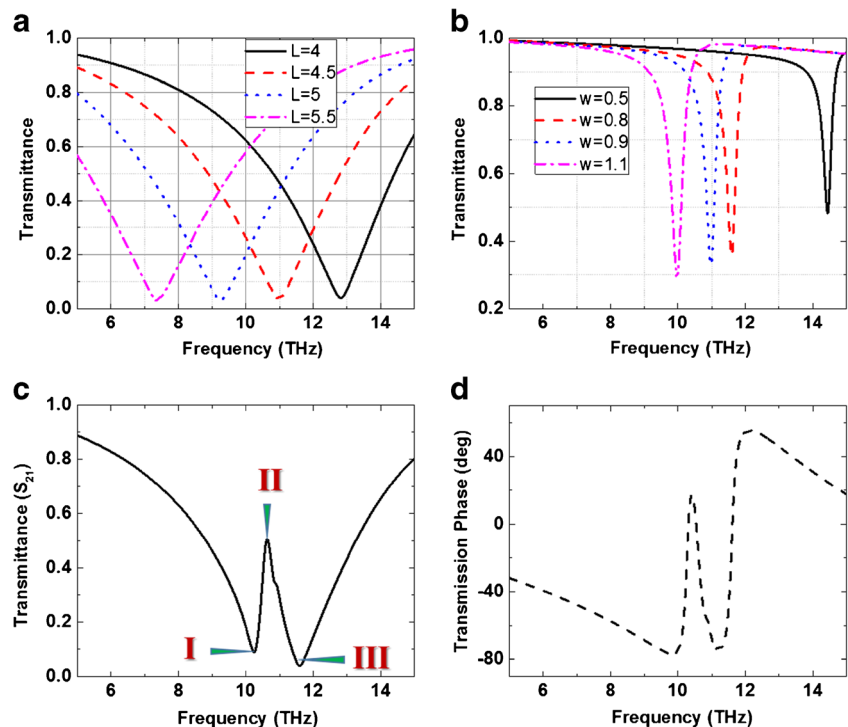 a
Transmittance
1.0
0.8
0.6
0.4
0.2
0.0
L=4
L=4.5
L=5
L=5.5
6 8 10 12 14
Frequency (THz)
b
Transmittance
1.0
0.8
0.6
0.4
0.2
w=0.5
w=0.8
w=0.9
w=1.1
6 8 10 12 14
Frequency (THz)
c
Transmittance (S21)
1.0
0.8
0.6
0.4
0.2
0.0
II
I
III
6 8 10 12 14
Frequency (THz)
d
Transmission Phase (deg)
40
0
-40
-80
6 8 10 12 14
Frequency (THz)